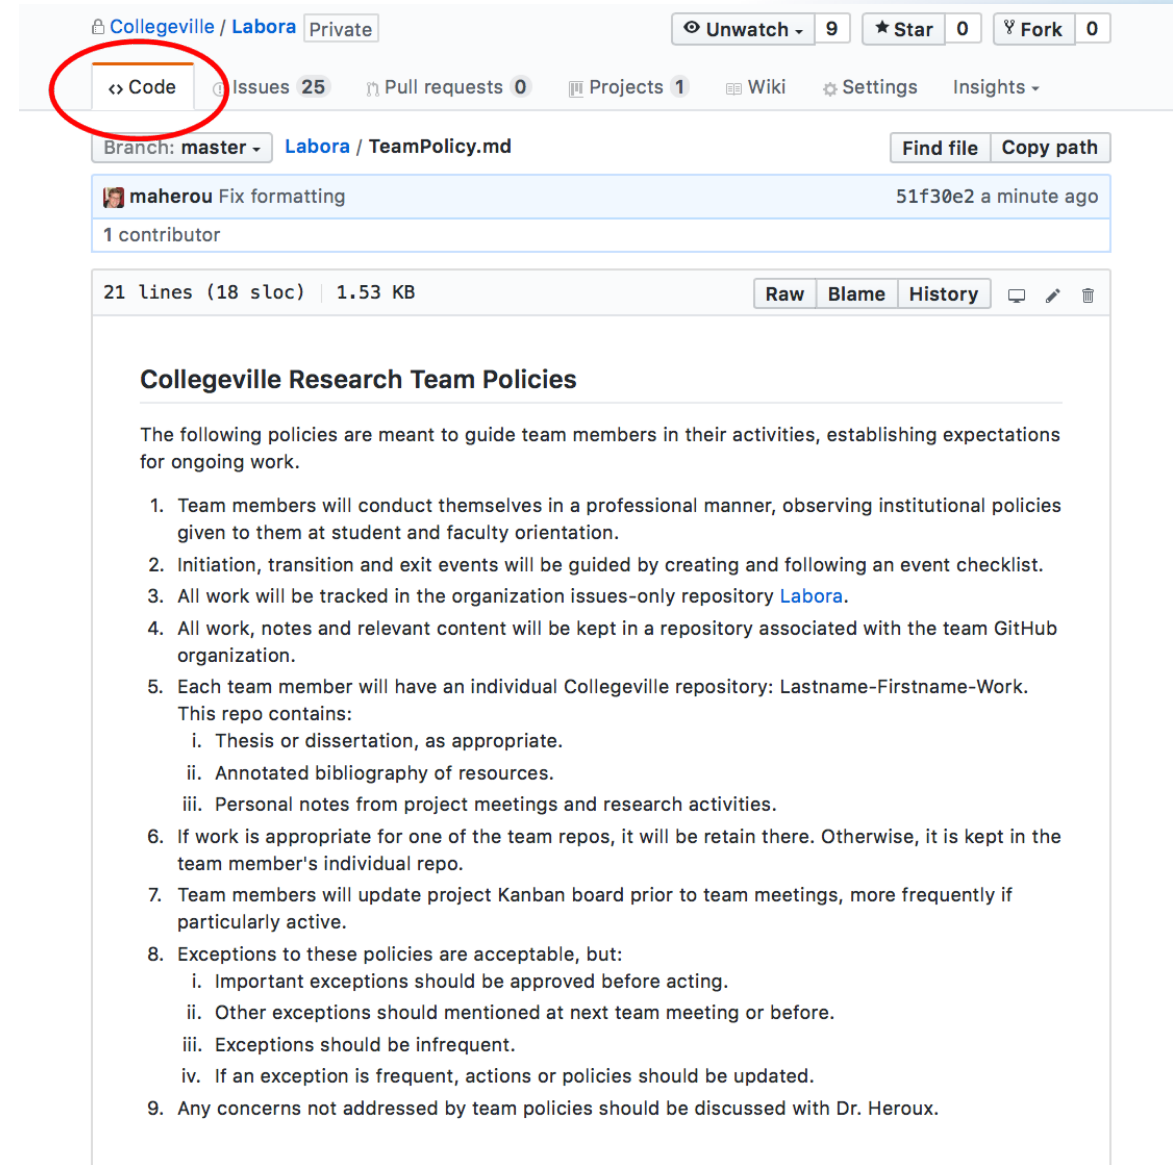 Collegeville / Labora Private
Unwatch 9 Star 0 Fork 0
<> Code Issues 25 Pull requests 0 Projects 1 Wiki Settings Insights
Branch: master Labora / TeamPolicy.md Find file Copy path
maherou Fix formatting 51f30e2 a minute ago
1 contributor
21 lines (18 sloc) 1.53 KB Raw Blame History
Collegeville Research Team Policies
The following policies are meant to guide team members in their activities, establishing expectations
for ongoing work.
1. Team members will conduct themselves in a professional manner, observing institutional policies
given to them at student and faculty orientation.
2. Initiation, transition and exit events will be guided by creating and following an event checklist.
3. All work will be tracked in the organization issues-only repository Labora.
4. All work, notes and relevant content will be kept in a repository associated with the team GitHub
organization.
5. Each team member will have an individual Collegeville repository: Lastname-Firstname-Work.
This repo contains:
i. Thesis or dissertation, as appropriate.
ii. Annotated bibliography of resources.
iii. Personal notes from project meetings and research activities.
6. If work is appropriate for one of the team repos, it will be retain there. Otherwise, it is kept in the
team member's individual repo.
7. Team members will update project Kanban board prior to team meetings, more frequently if
particularly active.
8. Exceptions to these policies are acceptable, but:
i. Important exceptions should be approved before acting.
ii. Other exceptions should mentioned at next team meeting or before.
iii. Exceptions should be infrequent.
iv. If an exception is frequent, actions or policies should be updated.
9. Any concerns not addressed by team policies should be discussed with Dr. Heroux.